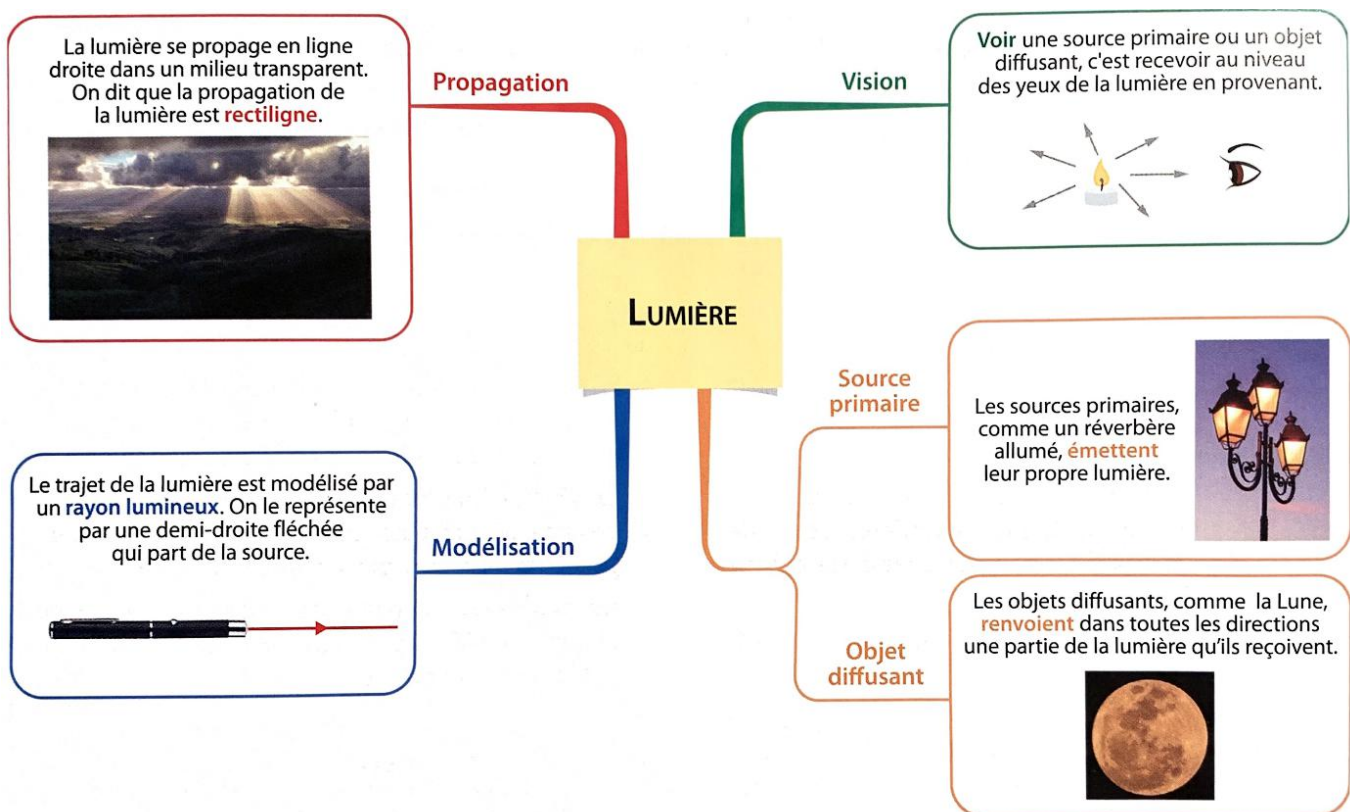 La lumière se propage en ligne
droite dans un milieu transparent.
On dit que la propagation de
la lumière est rectiligne.
Propagation
Vision
Voir une source primaire ou un objet
diffusant, c'est recevoir au niveau
des yeux de la lumière en provenant.
LUMIÈRE
Source
primaire
Les sources primaires,
comme un réverbère
allumé, émettent
leur propre lumière.
Le trajet de la lumière est modélisé par
un rayon lumineux. On le représente
par une demi-droite fléchée
qui part de la source.
Modélisation
Objet
diffusant
Les objets diffusants, comme la Lune,
renvoient dans toutes les directions
une partie de la lumière qu'ils reçoivent.